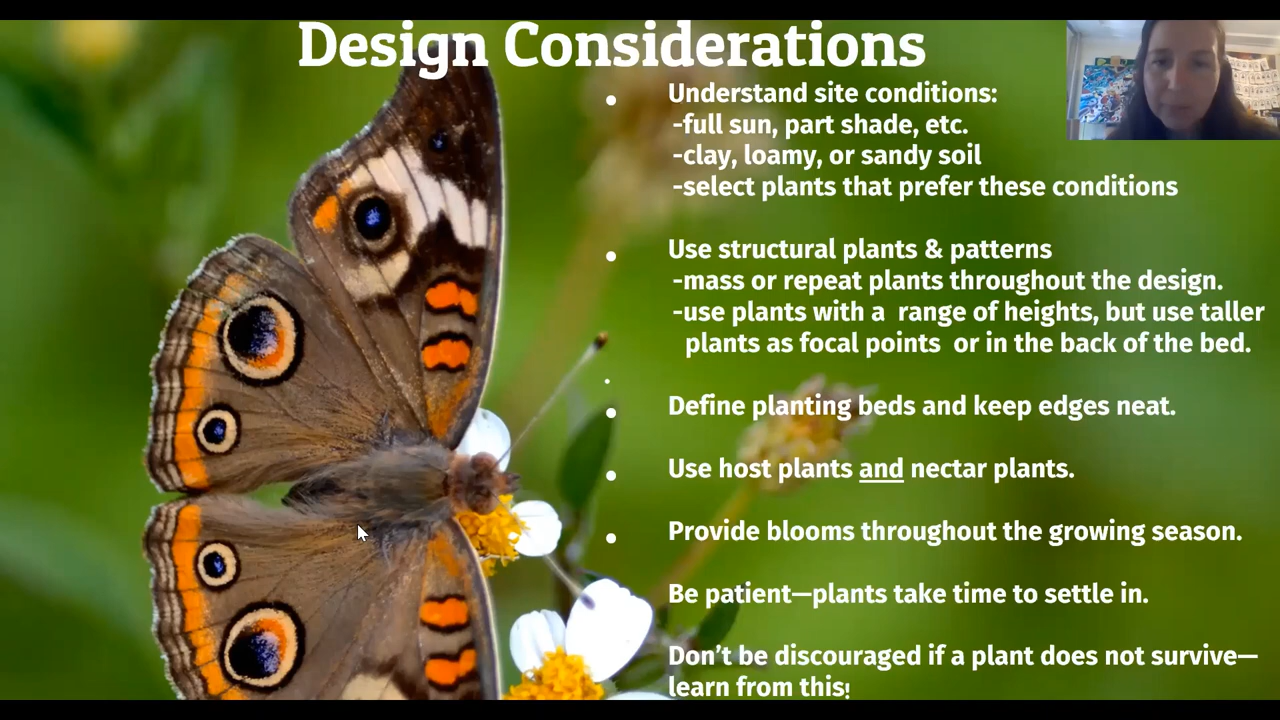 Design Considerations
• Understand site conditions:
-full sun, part shade, etc.
-clay, loamy, or sandy soil
-select plants that prefer these conditions
• Use structural plants & patterns
-mass or repeat plants throughout the design.
-use plants with a range of heights, but use taller
plants as focal points or in the back of the bed.
•
• Define planting beds and keep edges neat.
• Use host plants and nectar plants.
• Provide blooms throughout the growing season.
Be patient—plants take time to settle in.
Don’t be discouraged if a plant does not survive—
learn from this!